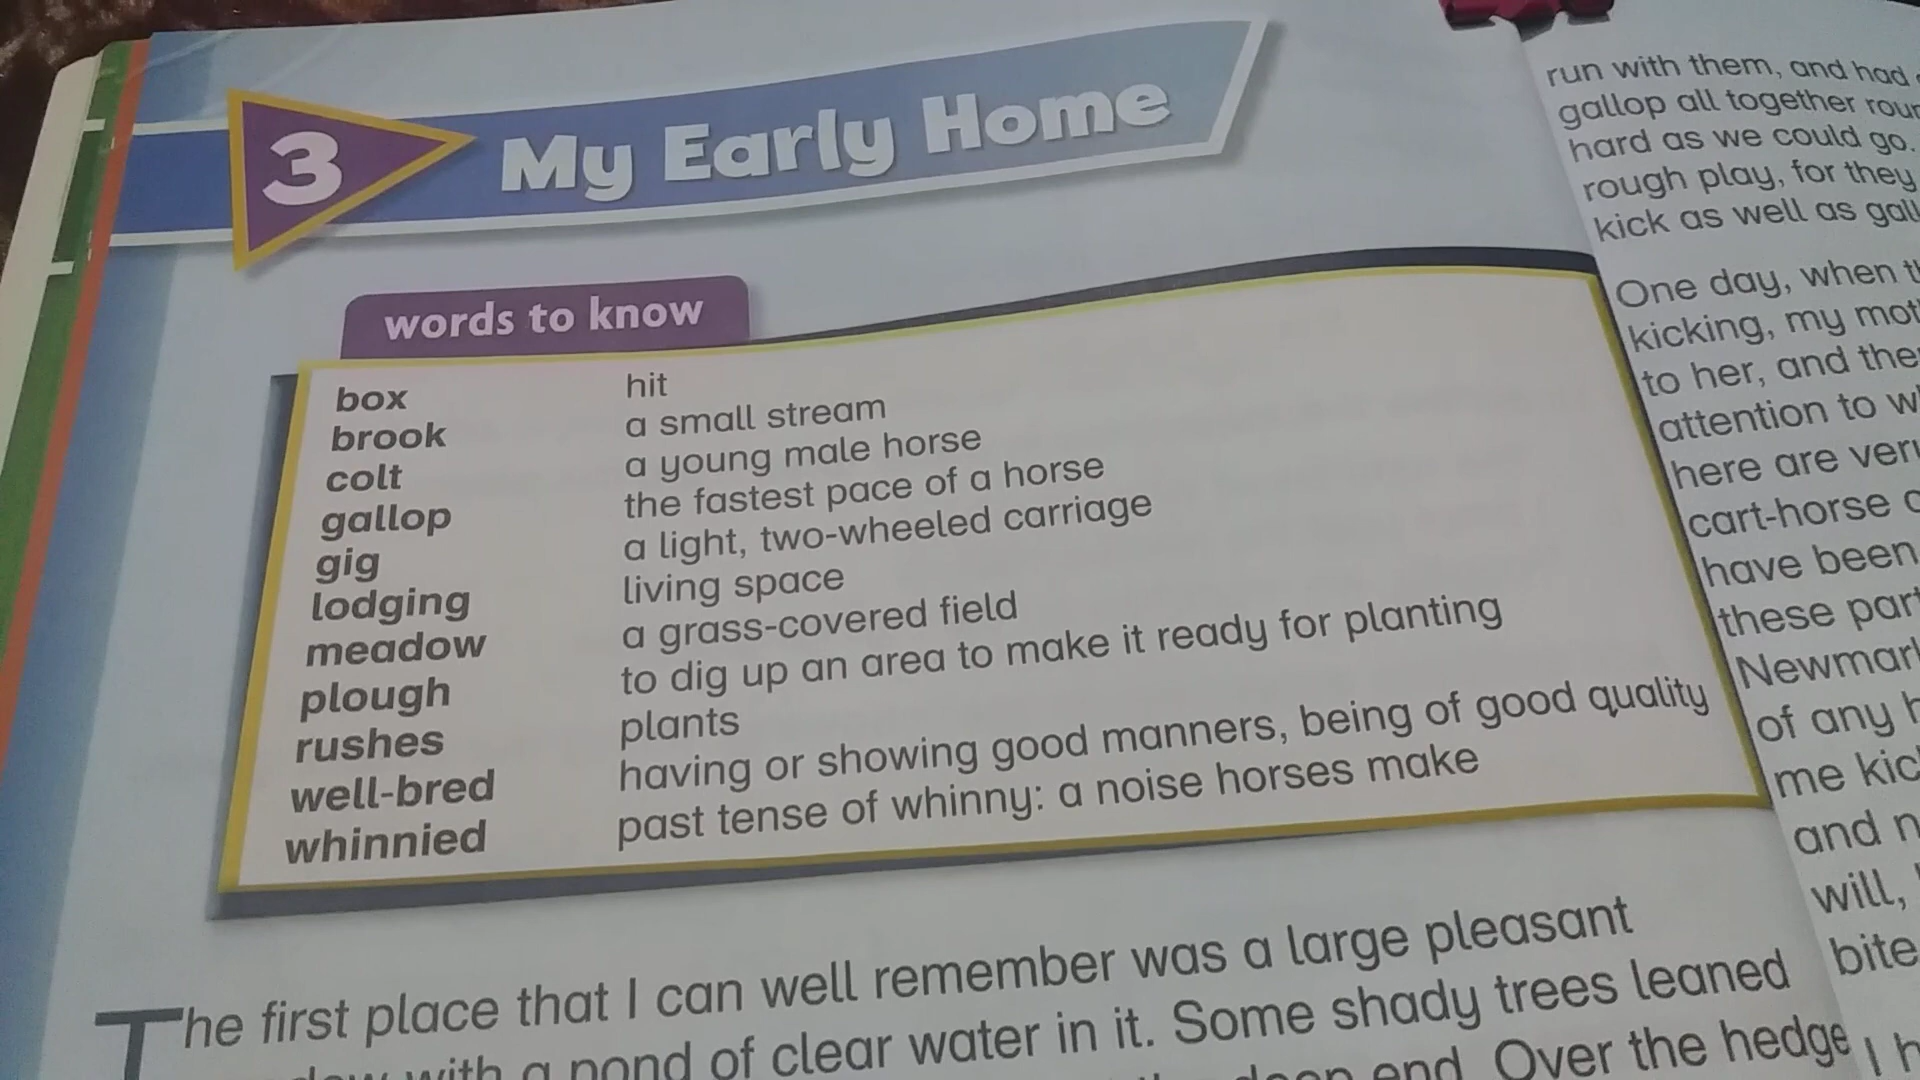 3 My Early Home
words to know
box hit
brook a small stream
colt a young male horse
gallop the fastest pace of a horse
gig a light, two-wheeled carriage
lodging living space
meadow a grass-covered field
plough to dig up an area to make it ready for planting
rushes plants
well-bred having or showing good manners, being of good quality
whinnied past tense of whinny: a noise horses make
The first place that I can well remember was a large pleasant
with a pond of clear water in it. Some shady trees leaned
deep end. Over the hedge
run with them, and had
gallop all together
hard as we could go.
rough play, for they
kick as well as
One day, when
kicking, my
to her, and
attention to
here are
cart-horse
have been
these
of any
me
and
will,
bite
I